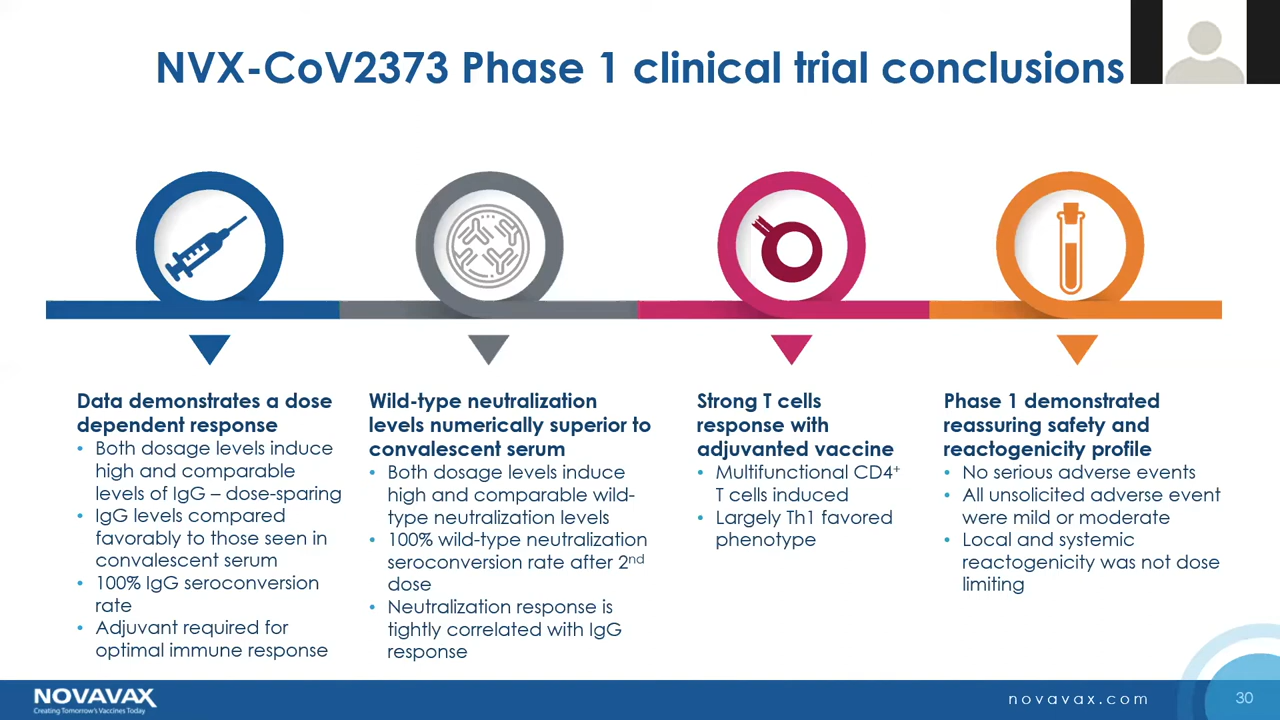 NVX-CoV2373 Phase 1 clinical trial conclusions
Data demonstrates a dose
dependent response
• Both dosage levels induce
high and comparable
levels of IgG – dose-sparing
• IgG levels compared
favorably to those seen in
convalescent serum
• 100% IgG seroconversion
rate
• Adjuvant required for
optimal immune response
Wild-type neutralization
levels numerically superior to
convalescent serum
• Both dosage levels induce
high and comparable wild-
type neutralization levels
• 100% wild-type neutralization
seroconversion rate after 2nd
dose
• Neutralization response is
tightly correlated with IgG
response
Strong T cells
response with
adjuvanted vaccine
• Multifunctional CD4+
T cells induced
• Largely Th1 favored
phenotype
Phase 1 demonstrated
reassuring safety and
reactogenicity profile
• No serious adverse events
• All unsolicited adverse event
were mild or moderate
• Local and systemic
reactogenicity was not dose
limiting
NOVAVAX
Creating Tomorrow's Vaccines Today
novavax.com
30